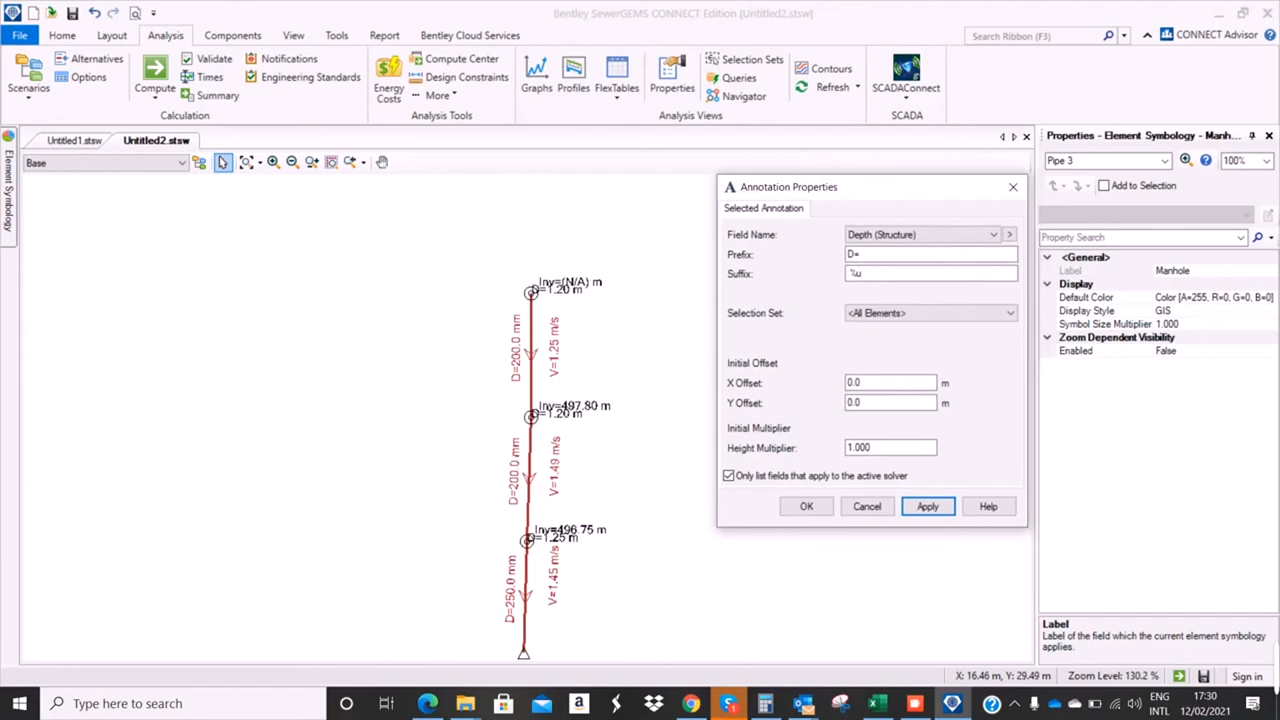 Bentley SewerGEMS CONNECT Edition [Untitled2.stsw]
File Home Layout Analysis Components View Tools Report Bentley Cloud Services
Search Ribbon (F3)
CONNECT Advisor
Scenarios
Alternatives
Options
Compute
Validate
Times
Summary
Notifications
Engineering Standards
Calculation
Energy
Costs
Compute Center
Design Constraints
More
Analysis Tools
Graphs
Profiles
FlexTables
Properties
Selection Sets
Queries
Navigator
Contours
Refresh
Analysis Views
SCADAConnect
SCADA
Untitled1.stsw
Untitled2.stsw
Base
Element Symbology
Inv=(N/A) m
D=1.20 m
D=200.0 mm
V=1.25 m/s
Inv=497.80 m
D=1.20 m
D=200.0 mm
V=1.49 m/s
Inv=496.75 m
D=1.25 m
D=250.0 mm
V=1.45 m/s
Annotation Properties
Selected Annotation
Field Name: Depth (Structure)
Prefix: D=
Suffix: %u
Selection Set: <All Elements>
Initial Offset
X Offset: 0.0 m
Y Offset: 0.0 m
Initial Multiplier
Height Multiplier: 1.000
Only list fields that apply to the active solver
OK Cancel Apply Help
Properties - Element Symbology - Manh...
Pipe 3
100%
Add to Selection
Property Search
<General>
Label Manhole
Display
Default Color Color [A=255, R=0, G=0, B=0]
Display Style GIS
Symbol Size Multiplier 1.000
Zoom Dependent Visibility
Enabled False
Label
Label of the field which the current element symbology
applies.
X: 16.46 m, Y: 29.49 m Zoom Level: 130.2 % Sign in
Type here to search
ENG
INTL
17:30
12/02/2021